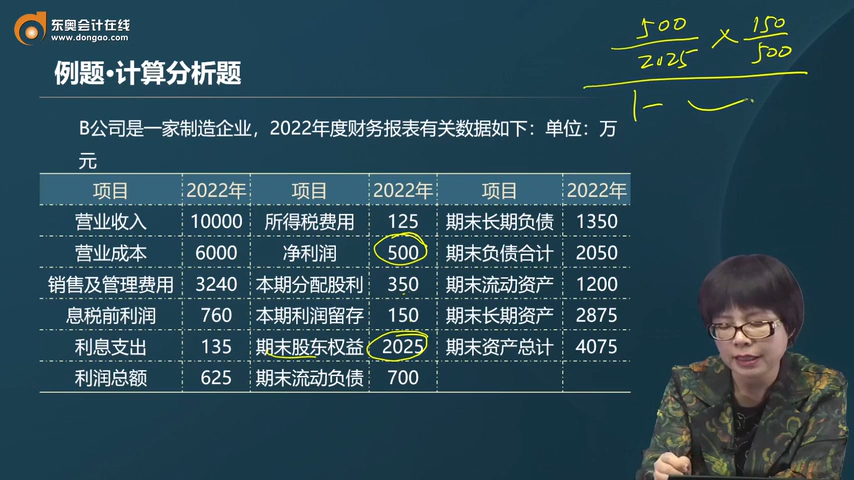 东奥会计在线
www.dongao.com
例题·计算分析题
500/2025 × 150/500
1-
B公司是一家制造企业，2022年度财务报表有关数据如下：单位：万
元
项目 2022年 项目 2022年 项目 2022年
营业收入 10000 所得税费用 125 期末长期负债 1350
营业成本 6000 净利润 500 期末负债合计 2050
销售及管理费用 3240 本期分配股利 350 期末流动资产 1200
息税前利润 760 本期利润留存 150 期末长期资产 2875
利息支出 135 期末股东权益 2025 期末资产总计 4075
利润总额 625 期末流动负债 700